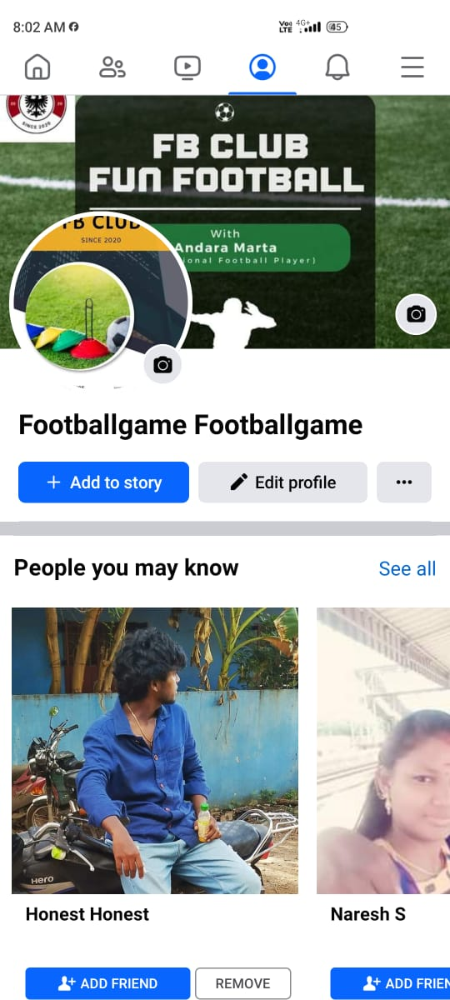 8:02 AM
Vo)
LTE
4G+
45
SINCE 2020
FB CLUB
FUN FOOTBALL
With
Andara Marta
ional Football Player)
FB CLUB
SINCE 2020
Footballgame Footballgame
+ Add to story
Edit profile
People you may know
See all
Hero
Honest Honest
Naresh S
ADD FRIEND
REMOVE
ADD FRIEN